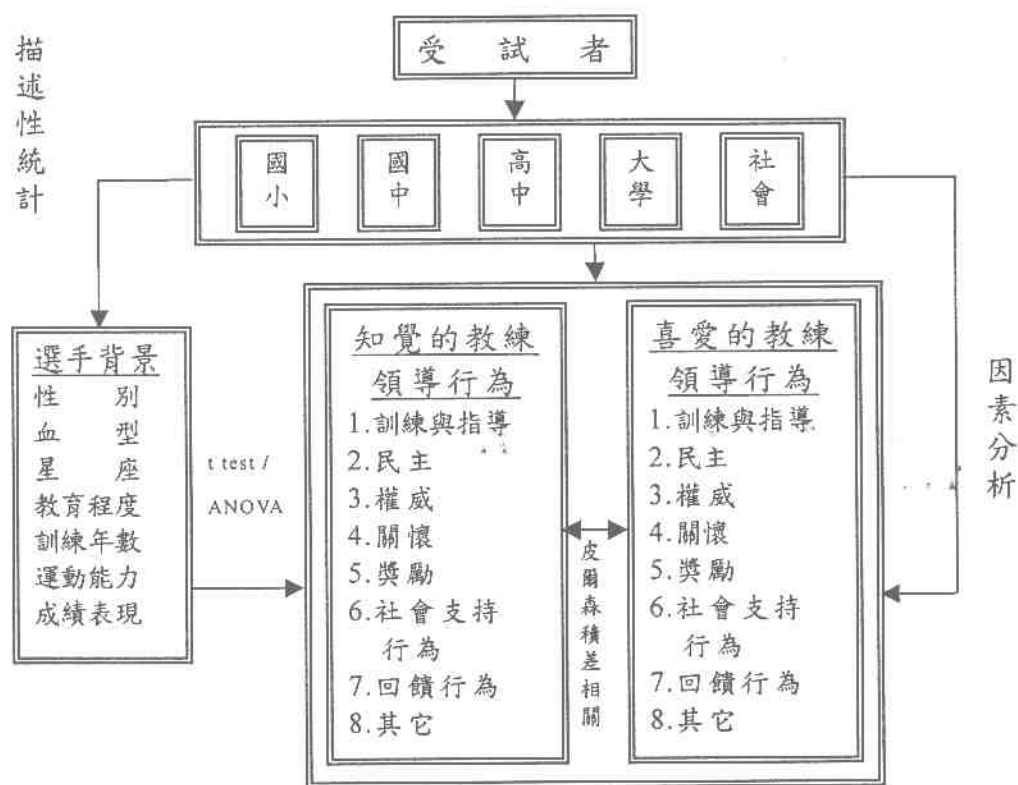 受試者
描述性統計
國小
國中
高中
大學
社會
選手背景
性別
血型
星座
教育程度
訓練年數
運動能力
成績表現
t test /
ANOVA
知覺的教練
領導行為
1.訓練與指導
2.民主
3.權威
4.關懷
5.獎勵
6.社會支持
行為
7.回饋行為
8.其它
皮爾森積差相關
喜愛的教練
領導行為
1.訓練與指導
2.民主
3.權威
4.關懷
5.獎勵
6.社會支持
行為
7.回饋行為
8.其它
因素分析